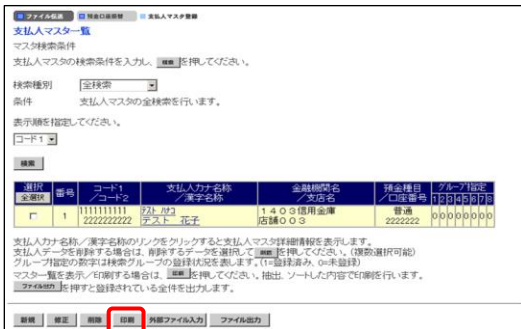 ファイル伝送 預金口座振替 支払人マスタ登録
支払人マスター覧
マスタ検索条件
支払人マスタの検索条件を入力し、 検索 を押してください。
検索種別 全検索
条件 支払人マスタの全検索を行います。
表示順を指定してください。
コード1
検索
選択 番号 コード1 支払人カナ名称 金融機関名 預金種目 グループ指定
全選択 /コード2 /漢字名称 /支店名 /口座番号 1 2 3 4 5 6 7 8
1 1111111111 テスト ハナコ 1403信用金庫 普通 0 0 0 0 0 0 0 0
2222222222 テスト 花子 店舗003 2222222
支払人カナ名称/漢字名称のリンクをクリックすると支払人マスタ詳細情報を表示します。
支払人データを削除する場合は、削除するデータを選択して 削除 を押してください。(複数選択可能)
グループ指定の数字は検索グループの登録状況を表します。(1=登録済み、0=未登録)
マスター覧を表示/印刷する場合は、 印刷 を押してください。抽出、ソートした内容で印刷を行います。
ファイル出力 を押すと登録されている全件を出力します。
新規 修正 削除 印刷 外部ファイル入力 ファイル出力